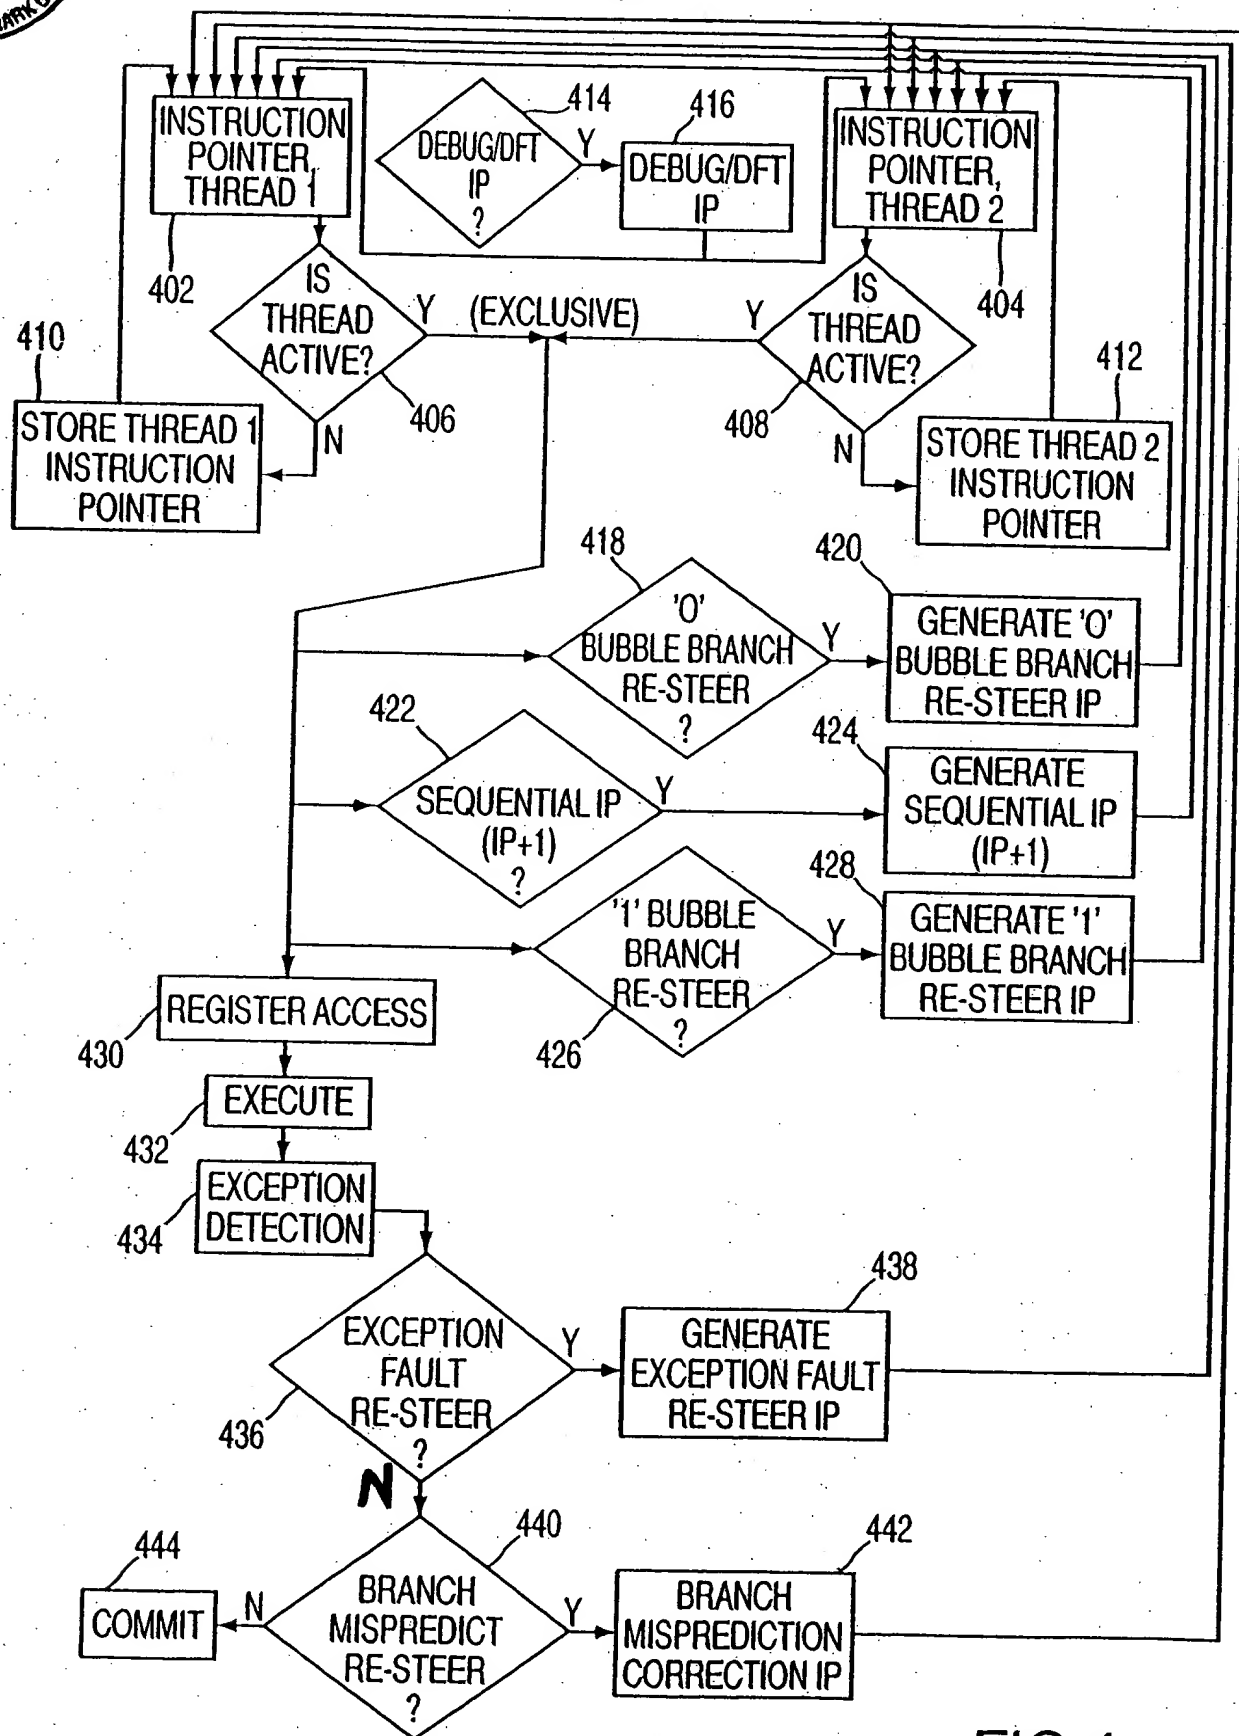 414
416
INSTRUCTION
POINTER,
THREAD 1
DEBUG/DFT
IP
?
Y
DEBUG/DFT
IP
INSTRUCTION
POINTER,
THREAD 2
402
404
IS
THREAD
ACTIVE?
Y
(EXCLUSIVE)
Y
IS
THREAD
ACTIVE?
410
406
408
412
STORE THREAD 1
INSTRUCTION
POINTER
N
N
STORE THREAD 2
INSTRUCTION
POINTER
418
'0'
BUBBLE BRANCH
RE-STEER
?
Y
420
GENERATE '0'
BUBBLE BRANCH
RE-STEER IP
422
SEQUENTIAL IP
(IP+1)
?
Y
424
GENERATE
SEQUENTIAL IP
(IP+1)
'1' BUBBLE
BRANCH
RE-STEER
?
426
Y
428
GENERATE '1'
BUBBLE BRANCH
RE-STEER IP
REGISTER ACCESS
430
EXECUTE
432
EXCEPTION
DETECTION
434
EXCEPTION
FAULT
RE-STEER
?
436
Y
438
GENERATE
EXCEPTION FAULT
RE-STEER IP
N
440
BRANCH
MISPREDICT
RE-STEER
?
Y
442
BRANCH
MISPREDICTION
CORRECTION IP
N
444
COMMIT